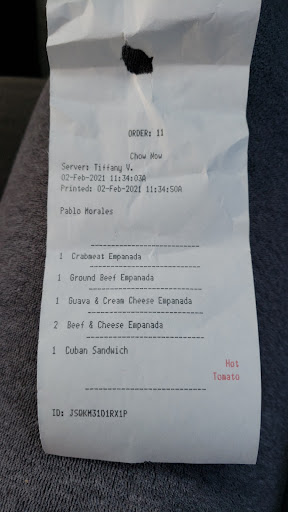 ORDER: 11
Chow Now
Server: Tiffany V.
02-Feb-2021 11:34:03A
Printed: 02-Feb-2021 11:34:50A
Pablo Morales
1 Crabmeat Empanada
1 Ground Beef Empanada
1 Guava & Cream Cheese Empanada
2 Beef & Cheese Empanada
1 Cuban Sandwich
Hot
Tomato
ID: JSQKM31D1RX1P